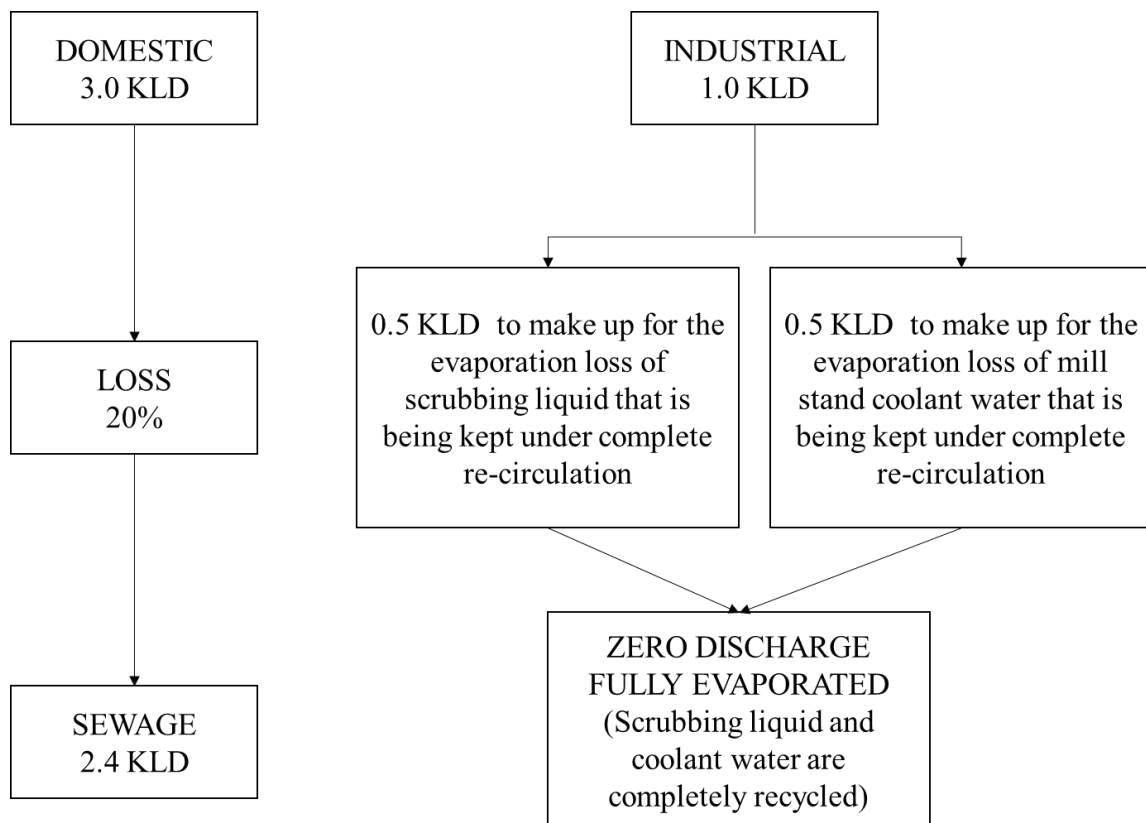 DOMESTIC
3.0 KLD
INDUSTRIAL
1.0 KLD
LOSS
20%
0.5 KLD to make up for the
evaporation loss of
scrubbing liquid that is
being kept under complete
re-circulation
0.5 KLD to make up for the
evaporation loss of mill
stand coolant water that is
being kept under complete
re-circulation
SEWAGE
2.4 KLD
ZERO DISCHARGE
FULLY EVAPORATED
(Scrubbing liquid and
coolant water are
completely recycled)